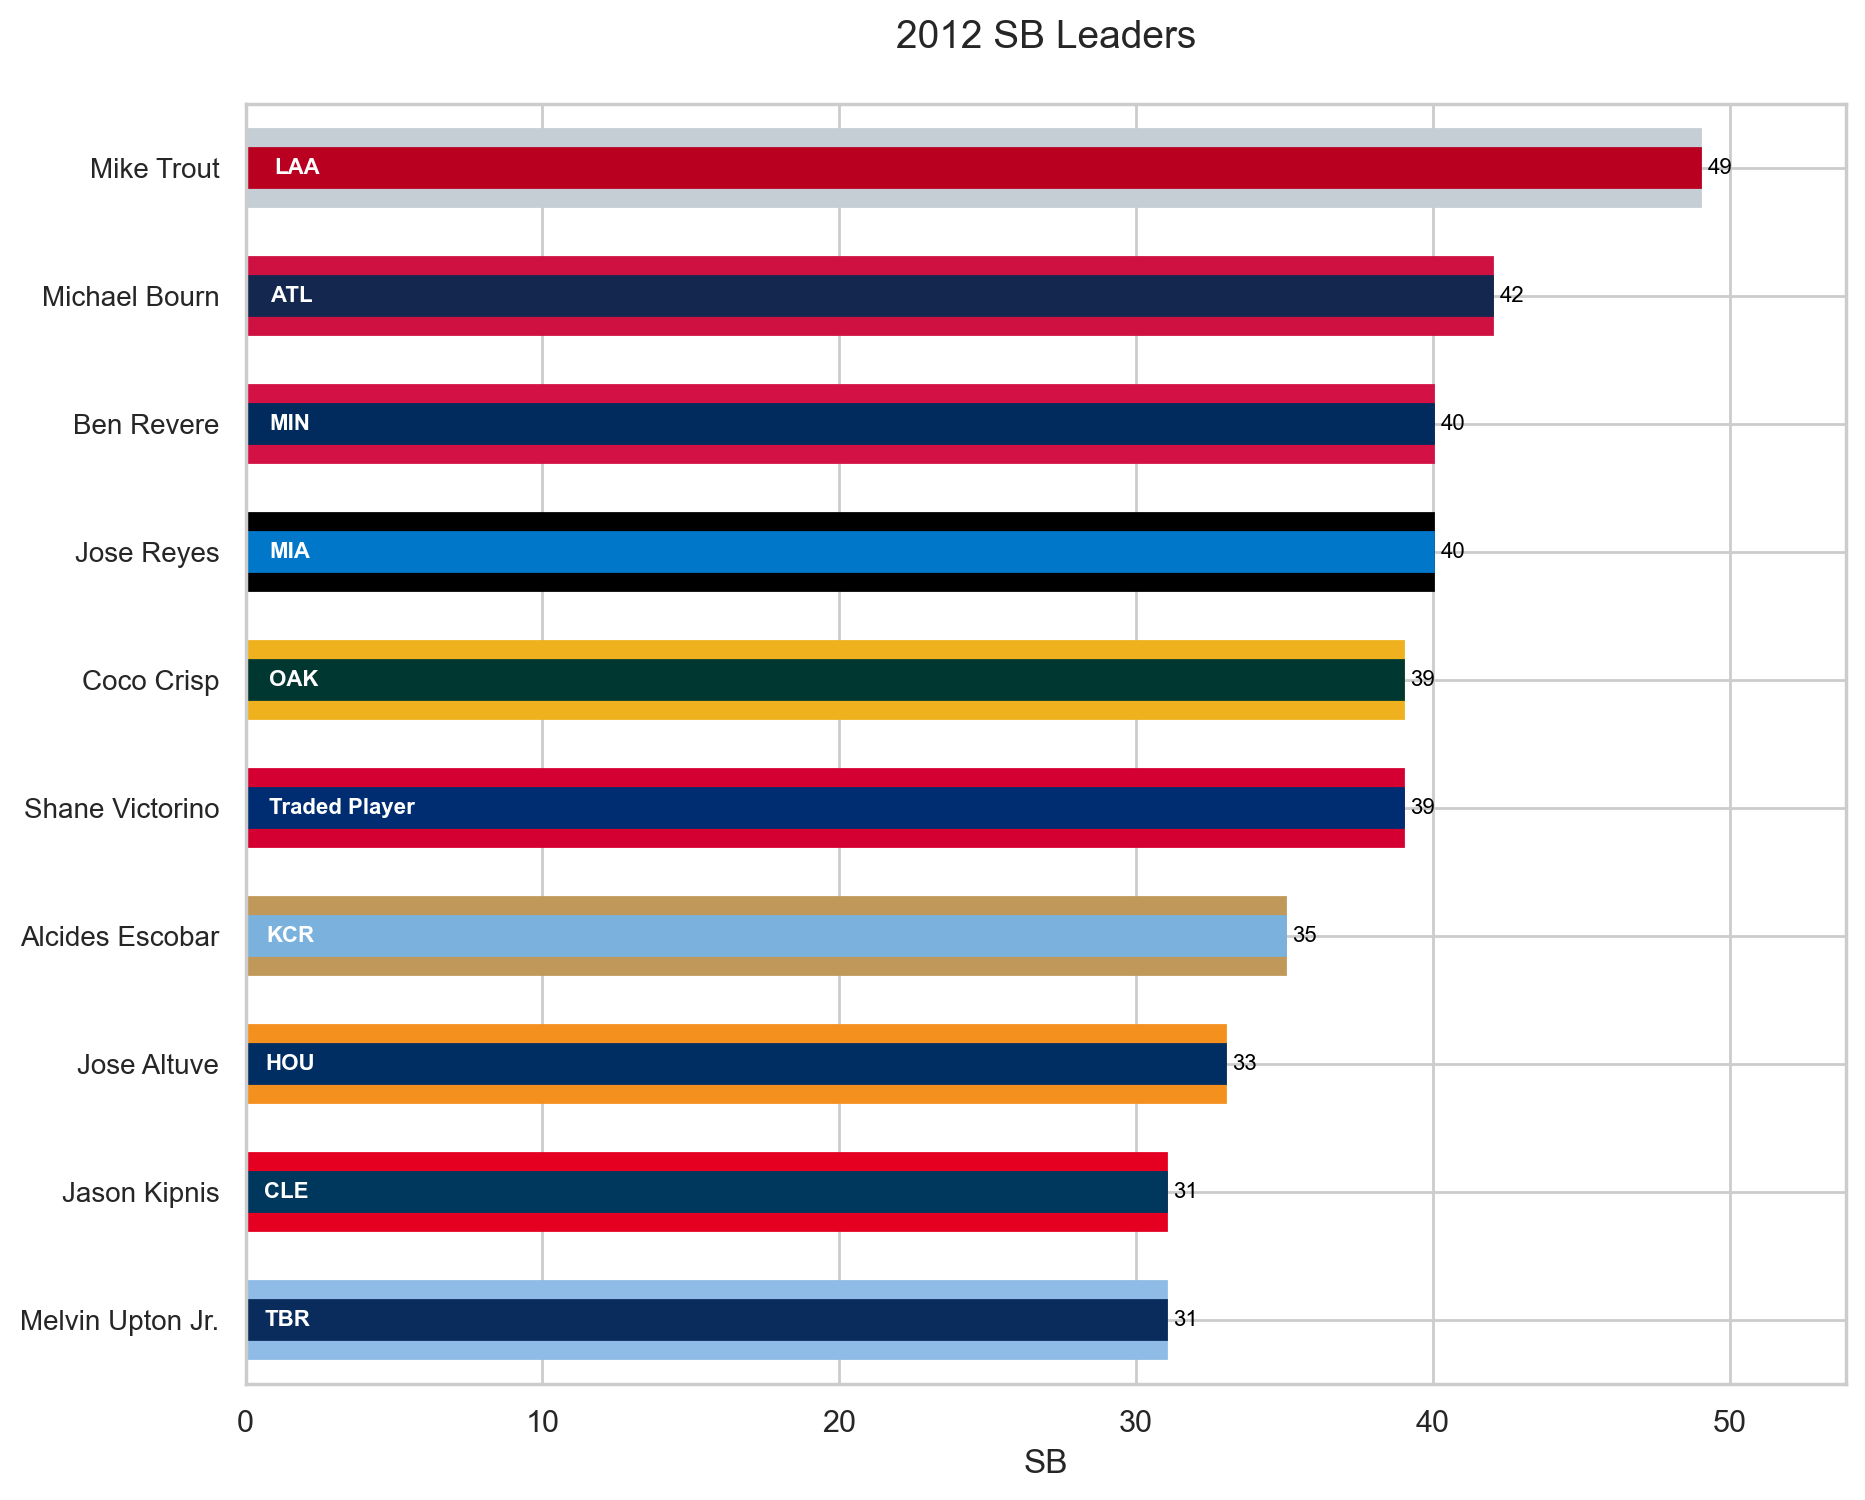 2012 SB Leaders
Mike Trout LAA 49
Michael Bourn ATL 42
Ben Revere MIN 40
Jose Reyes MIA 40
Coco Crisp OAK 39
Shane Victorino Traded Player 39
Alcides Escobar KCR 35
Jose Altuve HOU 33
Jason Kipnis CLE 31
Melvin Upton Jr. TBR 31
0 10 20 30 40 50
SB